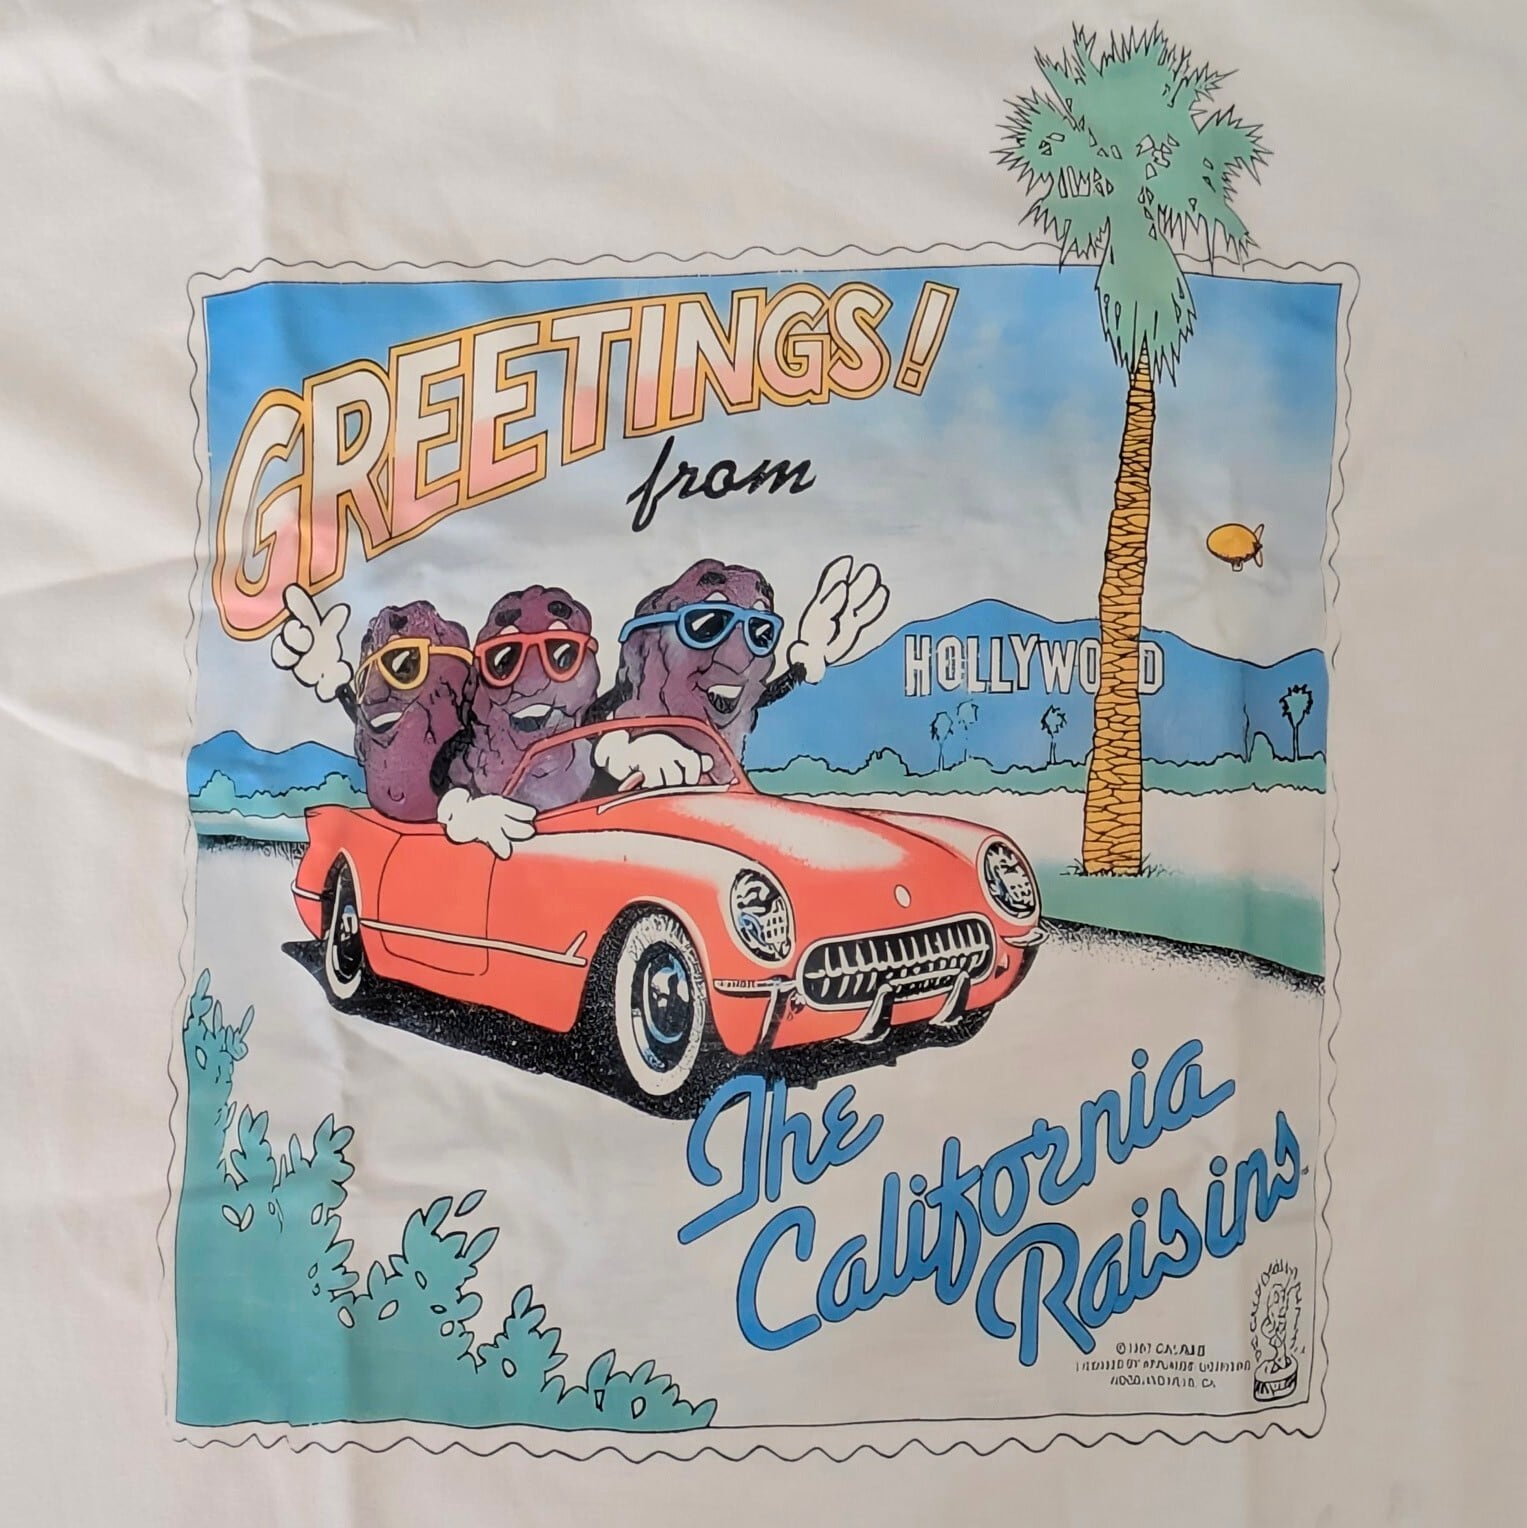 GREETINGS!
from
HOLLYWOOD
The
California
Raisins